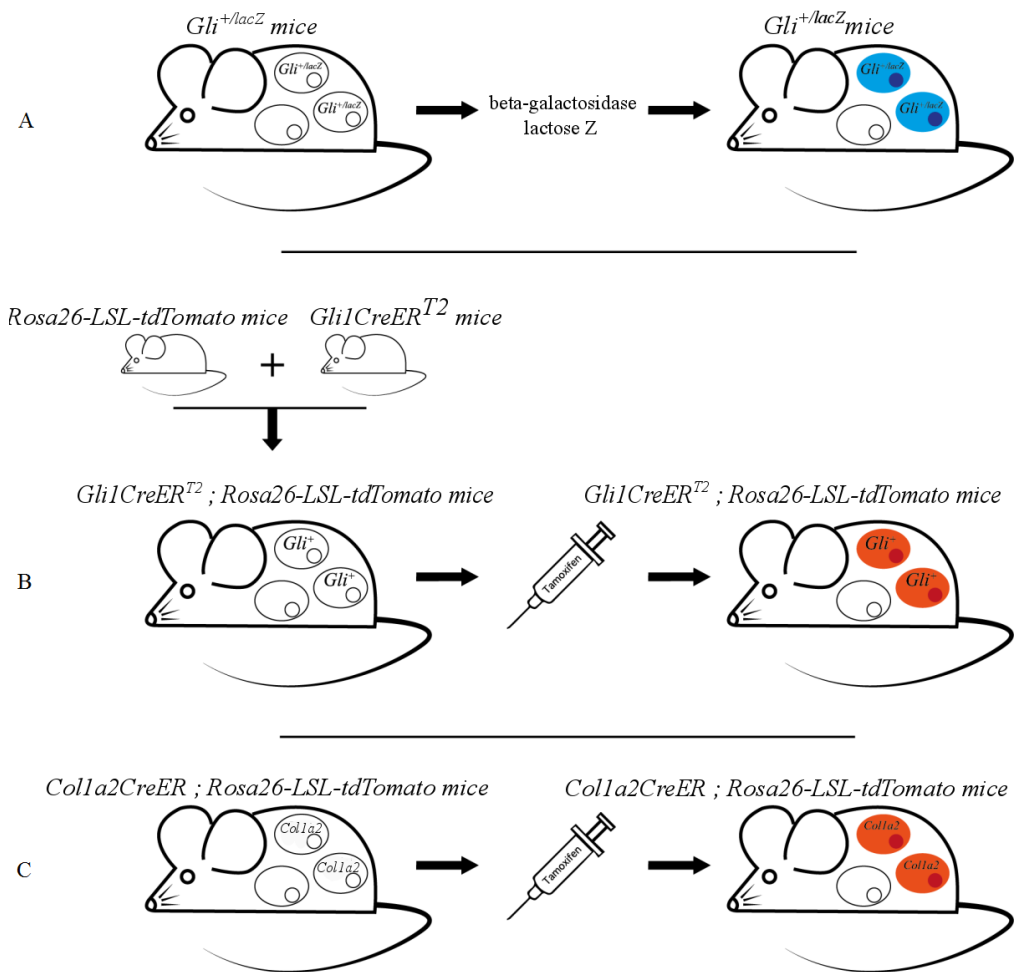 Gli+/lacZ mice
Gli+/lacZ mice
Gli+/lacZ
Gli+/lacZ
A
beta-galactosidase
lactose Z
Gli+/lacZ
Gli+/lacZ
Rosa26-LSL-tdTomato mice
Gli1CreERT2 mice
+
Gli1CreERT2 ; Rosa26-LSL-tdTomato mice
Gli1CreERT2 ; Rosa26-LSL-tdTomato mice
Gli+
Gli+
B
Tamoxifen
Gli+
Gli+
Col1a2CreER ; Rosa26-LSL-tdTomato mice
Col1a2CreER ; Rosa26-LSL-tdTomato mice
Col1a2
Col1a2
C
Tamoxifen
Col1a2
Col1a2